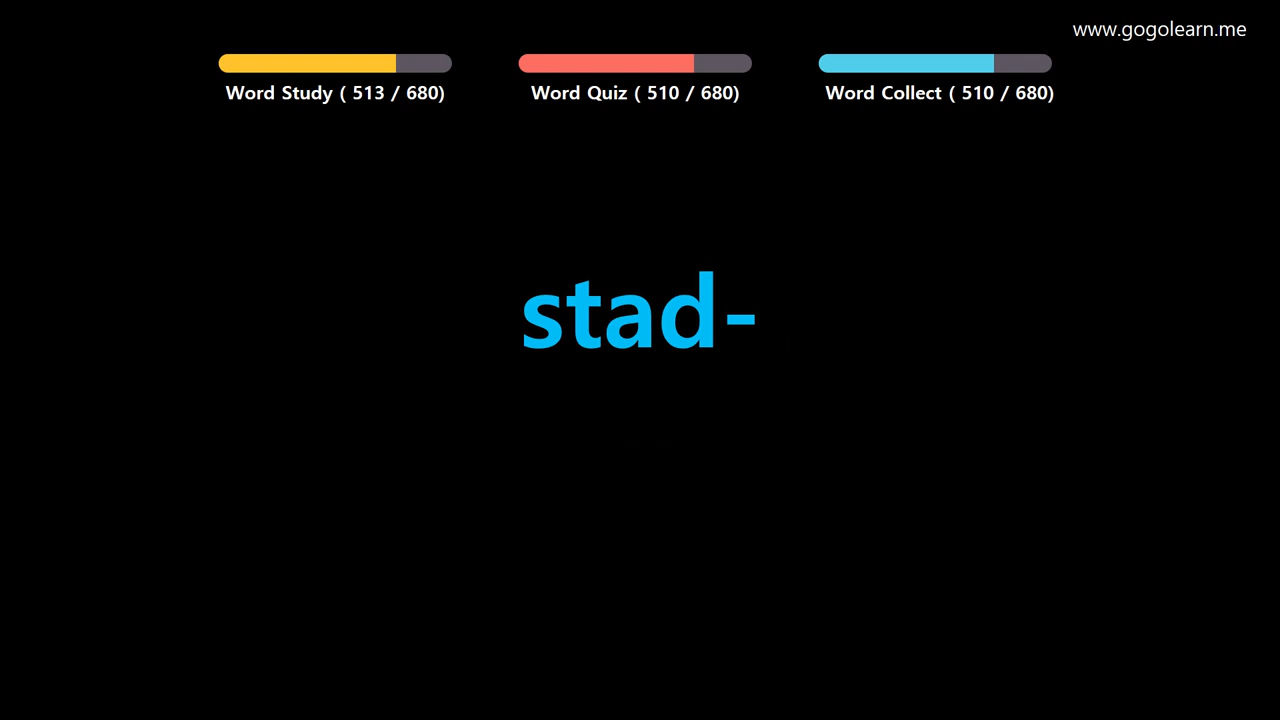 www.gogolearn.me
Word Study ( 513 / 680)
Word Quiz ( 510 / 680)
Word Collect ( 510 / 680)
stad-